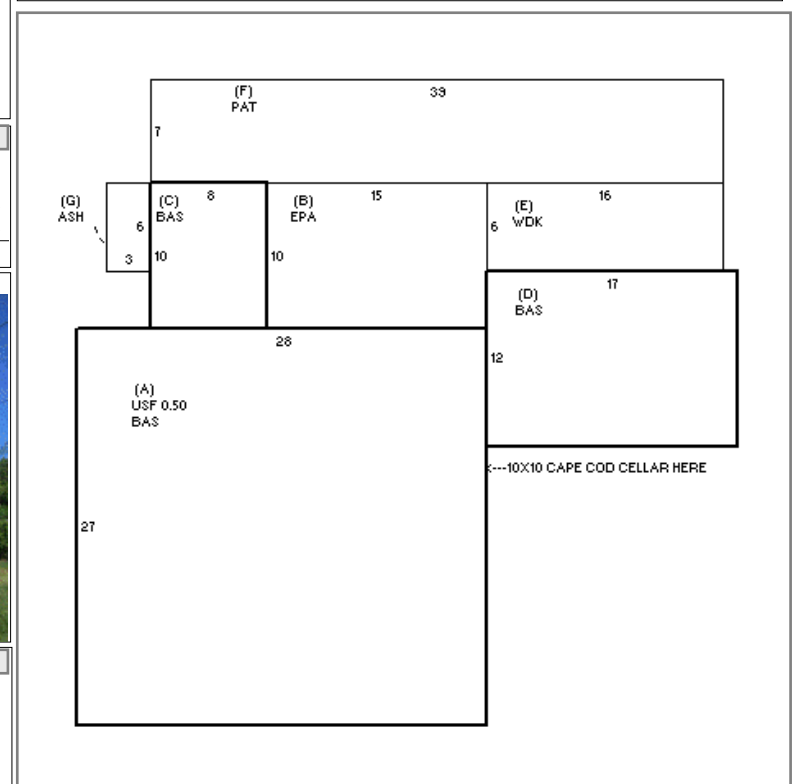 (F)
PAT
39
7
(G)
ASH
6
3
(C)
BAS
8
10
(B)
EPA
15
10
(E)
WDK
16
6
(D)
BAS
17
12
28
(A)
USF 0.50
BAS
27
<---10X10 CAPE COD CELLAR HERE